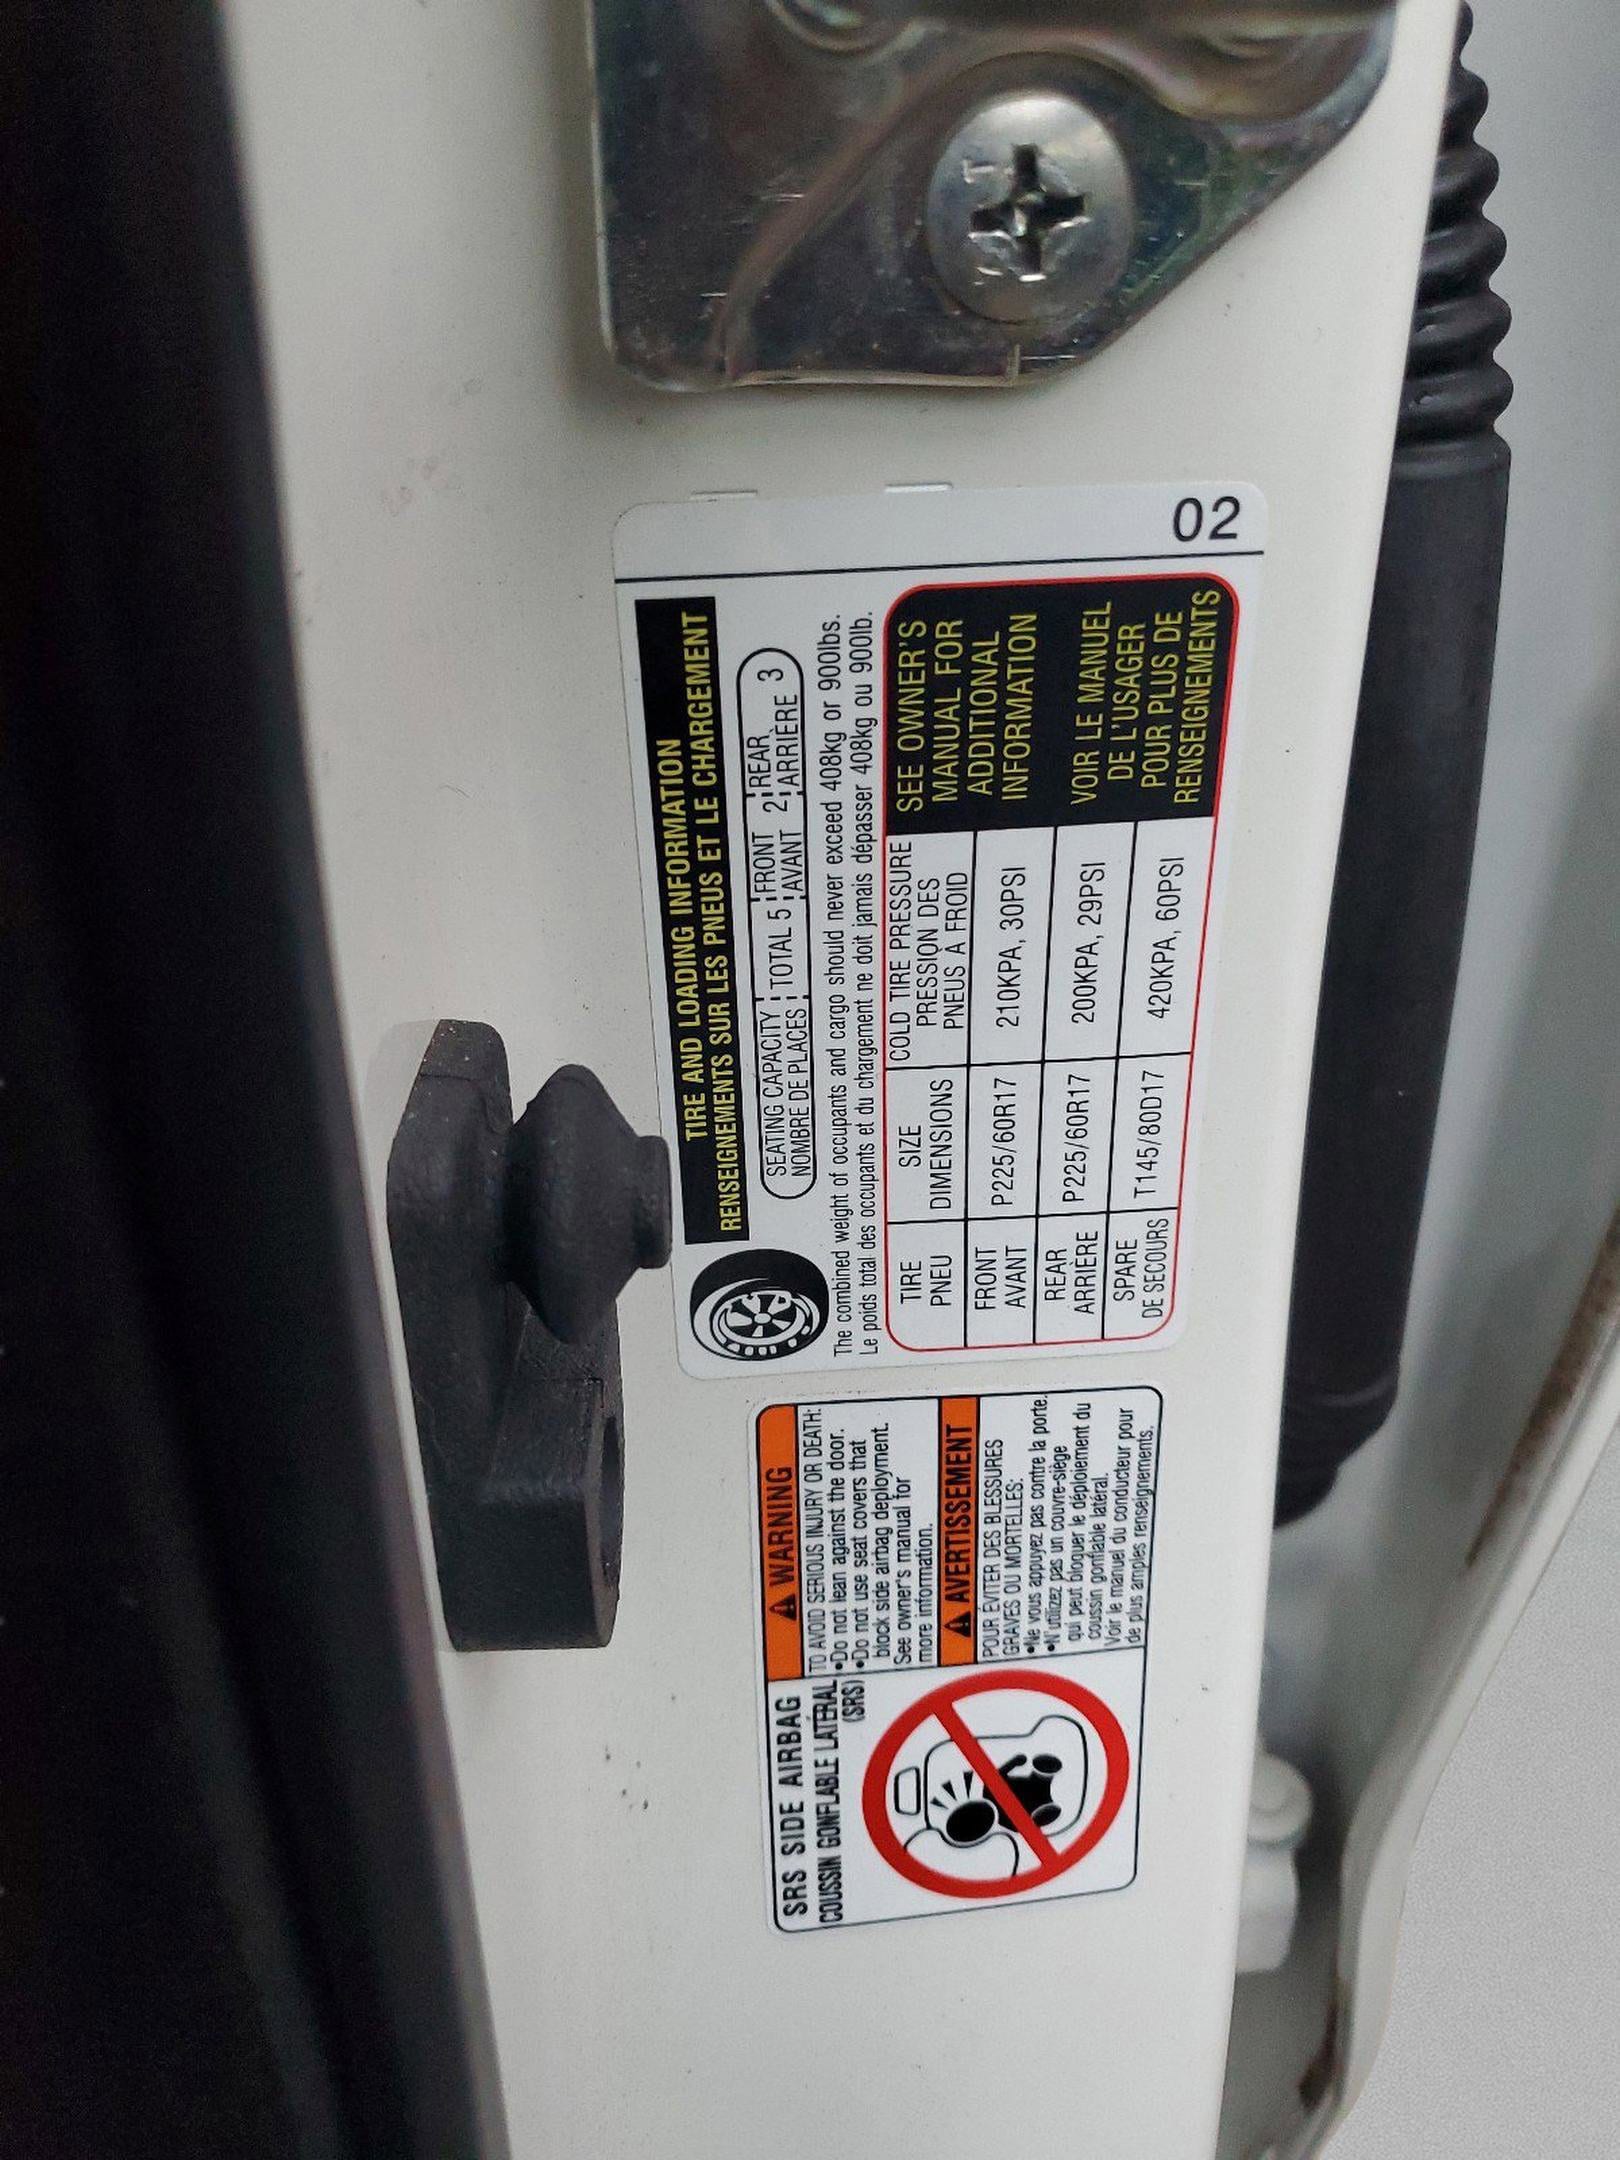 TIRE AND LOADING INFORMATION
RENSEIGNEMENTS SUR LES PNEUS ET LE CHARGEMENT
SEATING CAPACITY TOTAL 5 FRONT 2 REAR 3
NOMBRE DE PLACES AVANT 2 ARRIÈRE
The combined weight of occupants and cargo should never exceed 408kg or 900lbs.
Le poids total des occupants et du chargement ne doit jamais dépasser 408kg ou 900lb.
TIRE
PNEU
SIZE
DIMENSIONS
COLD TIRE PRESSURE
PRESSION DES
PNEUS A FROID
FRONT
AVANT
P225/60R17
210KPA, 30PSI
REAR
ARRIÈRE
P225/60R17
200KPA, 29PSI
SPARE
DE SECOURS
T145/80D17
420KPA, 60PSI
SEE OWNER'S
MANUAL FOR
ADDITIONAL
INFORMATION
VOIR LE MANUEL
DE L'USAGER
POUR PLUS DE
RENSEIGNEMENTS
02
SRS SIDE AIRBAG
COUSSIN GONFLABLE LATÉRAL
(SRS)
WARNING
TO AVOID SERIOUS INJURY OR DEATH:
•Do not lean against the door.
•Do not use seat covers that
block side airbag deployment.
See owner's manual for
more information.
AVERTISSEMENT
POUR ÉVITER DES BLESSURES
GRAVES OU MORTELLES:
•Ne vous appuyez pas contre la porte.
•N'utilizez pas un couvre-siège
qui peut bloquer le déploiement du
coussin gonflable latéral.
Voir le manuel du conducteur pour
de plus amples renseignements.